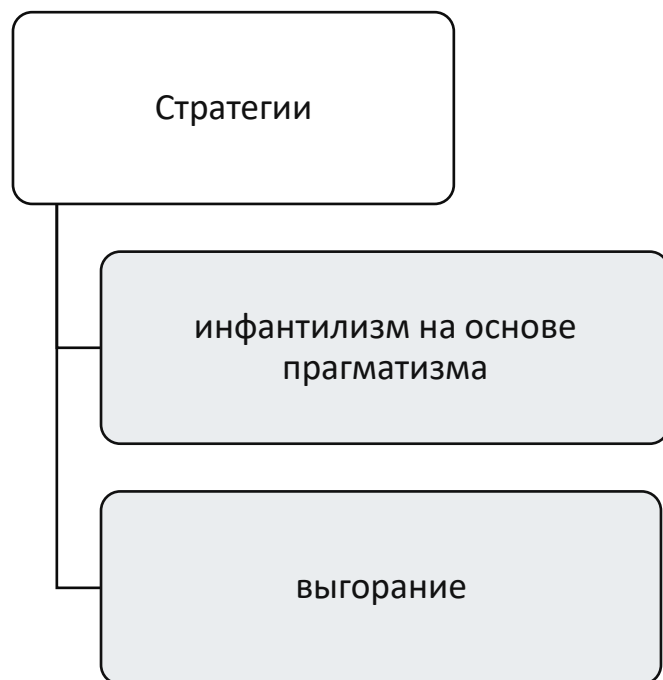 Стратегии
инфантилизм на основе
прагматизма
выгорание